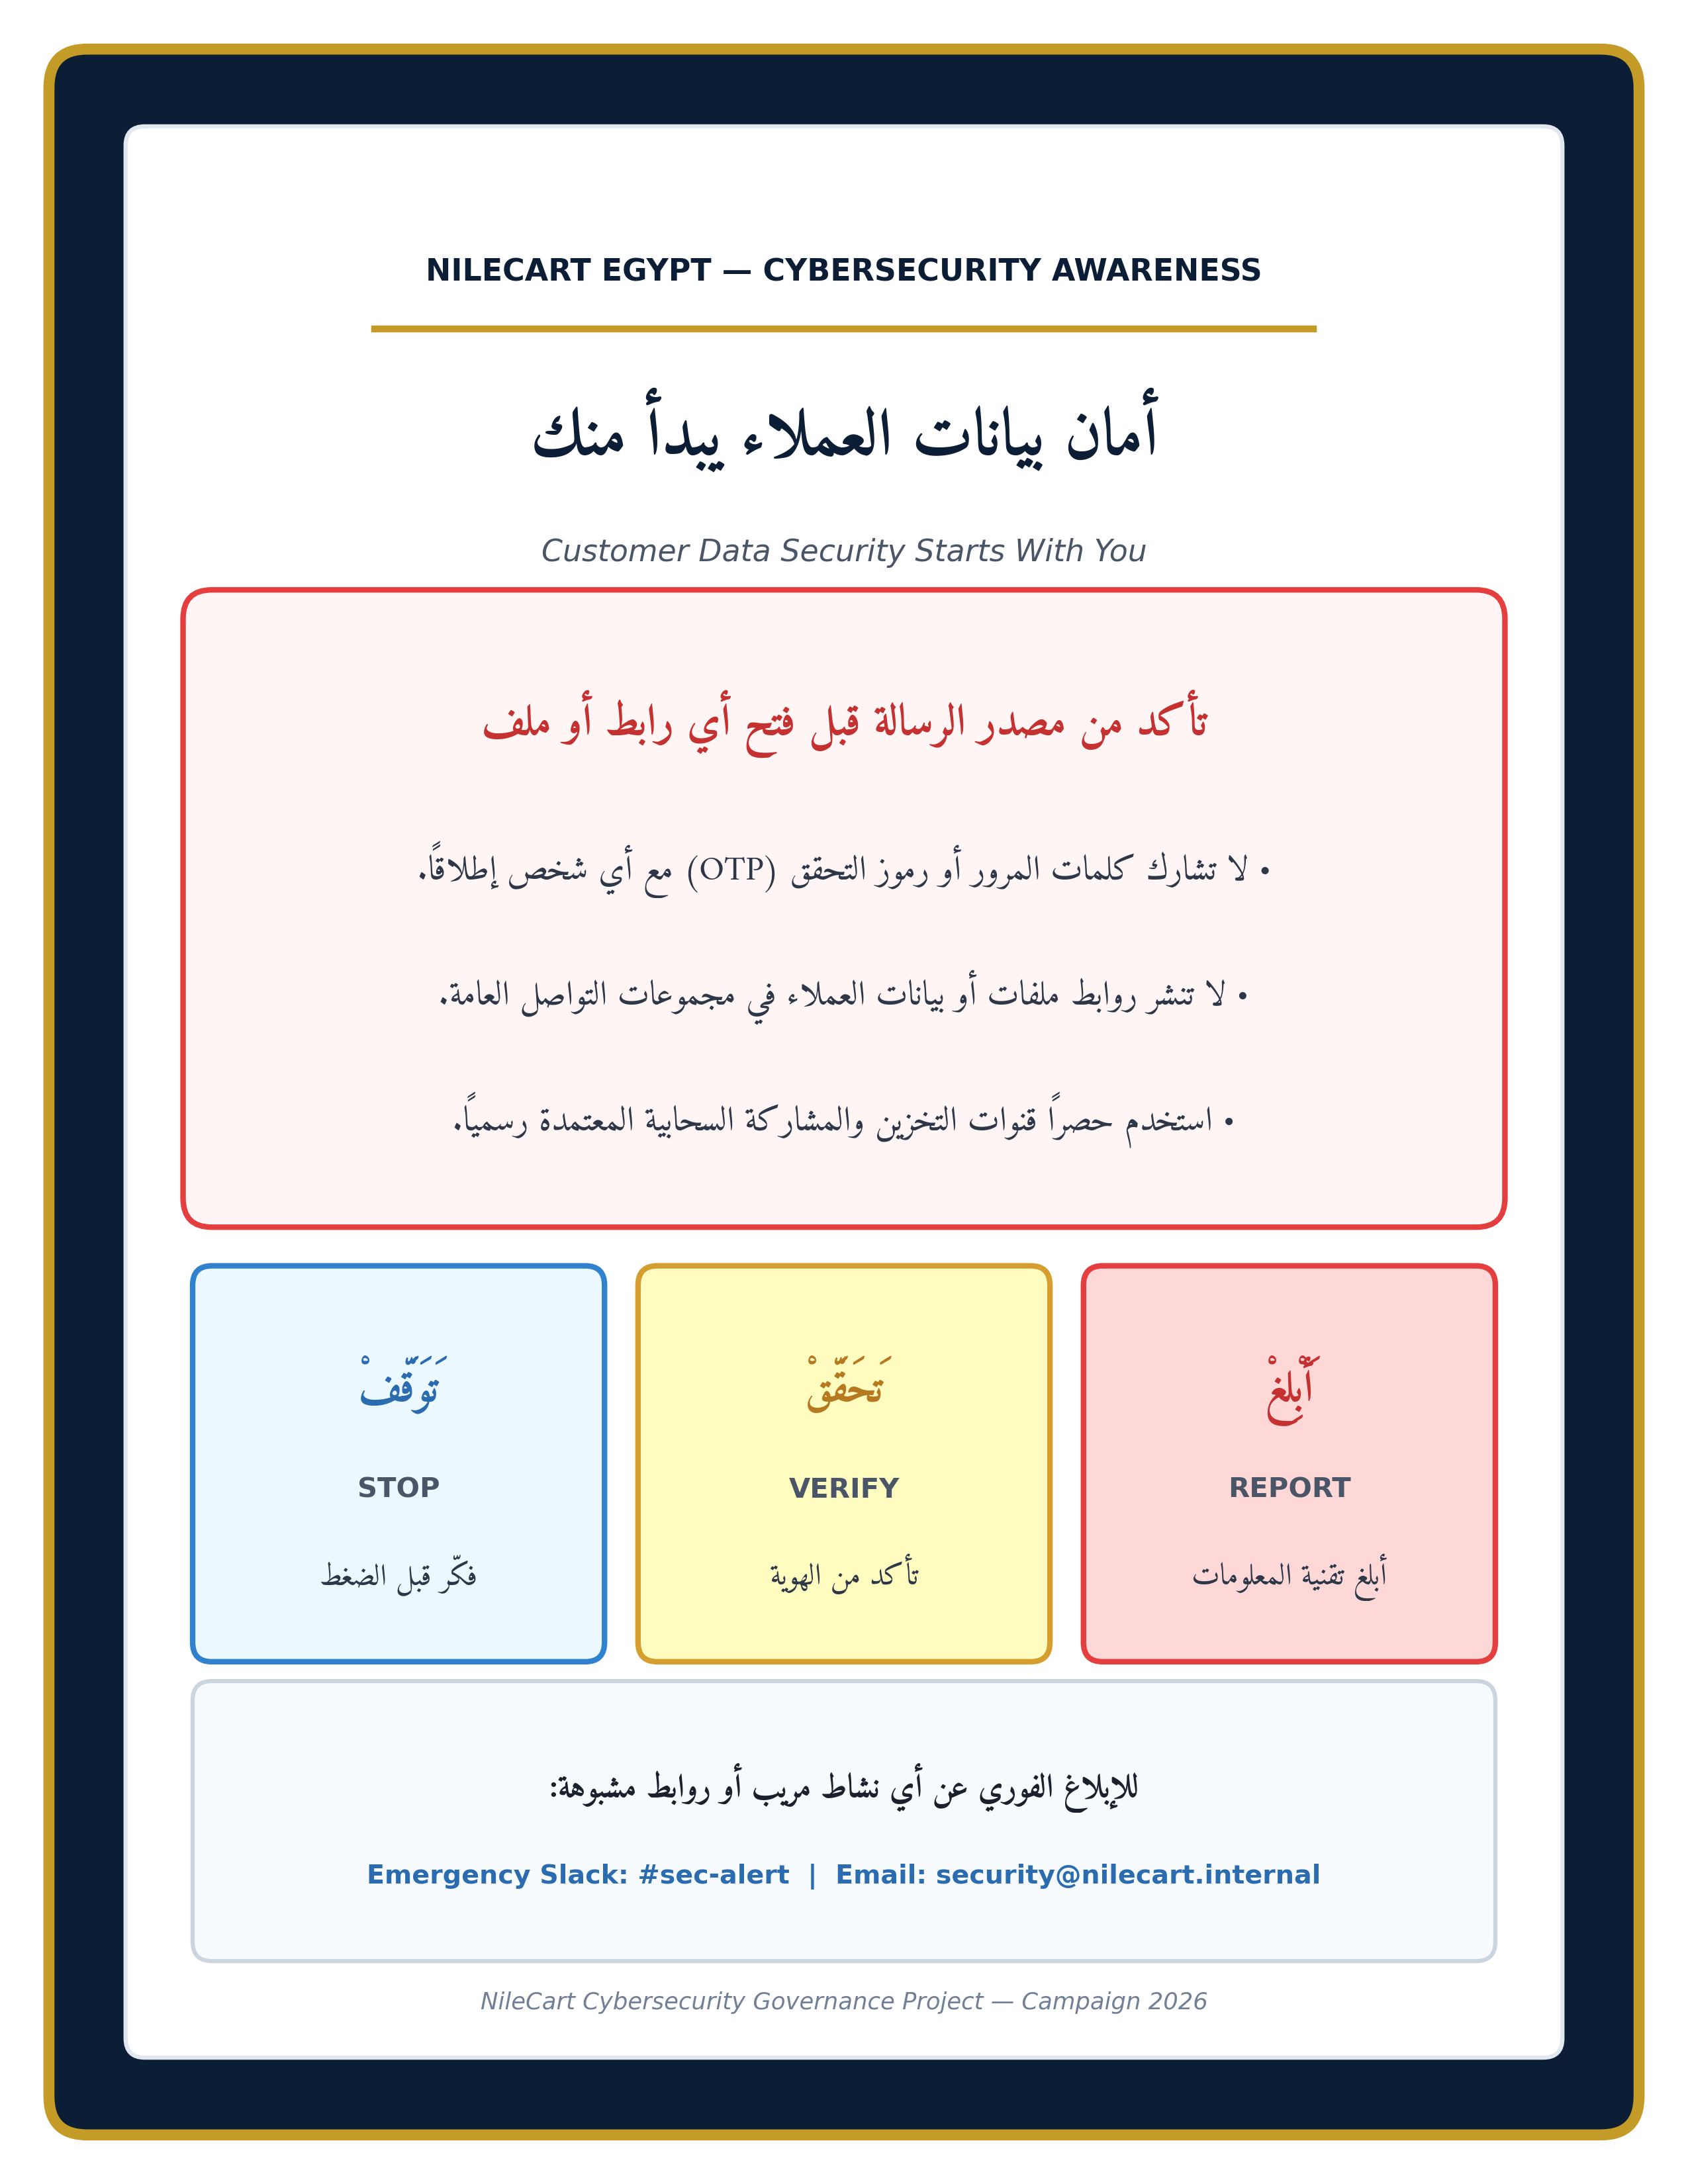 NILECART EGYPT — CYBERSECURITY AWARENESS
أمان بيانات العملاء يبدأ منك
Customer Data Security Starts With You
تأكد من مصدر الرسالة قبل فتح أي رابط أو ملف
• لا تشارك كلمات المرور أو رموز التحقق (OTP) مع أي شخص إطلاقًا.
• لا تنشر روابط ملفات أو بيانات العملاء في مجموعات التواصل العامة.
• استخدم حصرًا قنوات التخزين والمشاركة السحابية المعتمدة رسميًا.
تَوَقَّفْ
STOP
فكّر قبل الضغط
تَحَقَّقْ
VERIFY
تأكد من الهوية
أَبْلِغْ
REPORT
أبلغ تقنية المعلومات
للإبلاغ الفوري عن أي نشاط مريب أو روابط مشبوهة:
Emergency Slack: #sec-alert | Email: security@nilecart.internal
NileCart Cybersecurity Governance Project — Campaign 2026